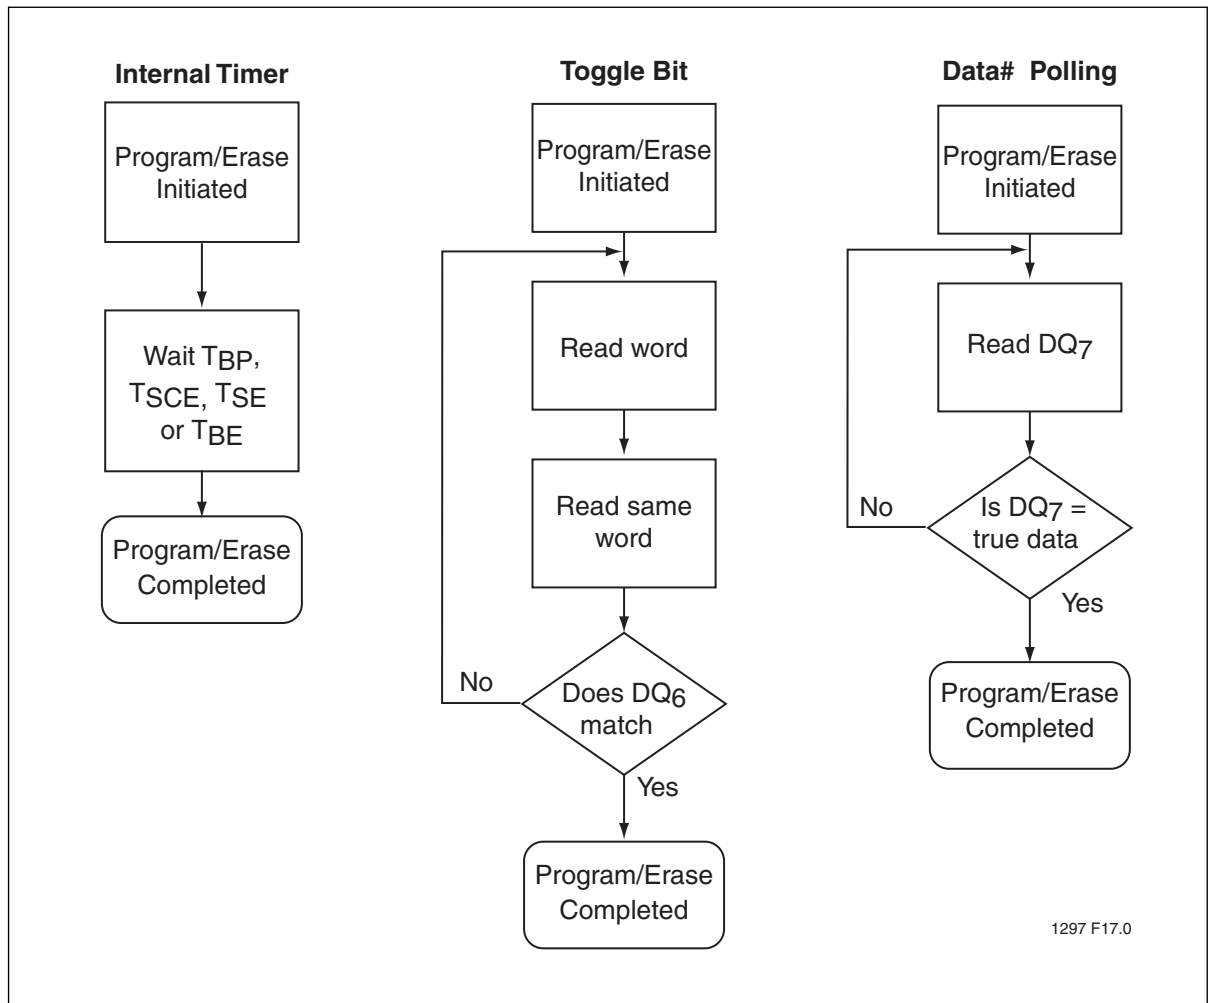 Internal Timer
Program/Erase
Initiated
Wait TBP,
TSCE, TSE
or TBE
Program/Erase
Completed
Toggle Bit
Program/Erase
Initiated
Read word
Read same
word
Does DQ6
match
No
Yes
Program/Erase
Completed
Data# Polling
Program/Erase
Initiated
Read DQ7
Is DQ7 =
true data
No
Yes
Program/Erase
Completed
1297 F17.0